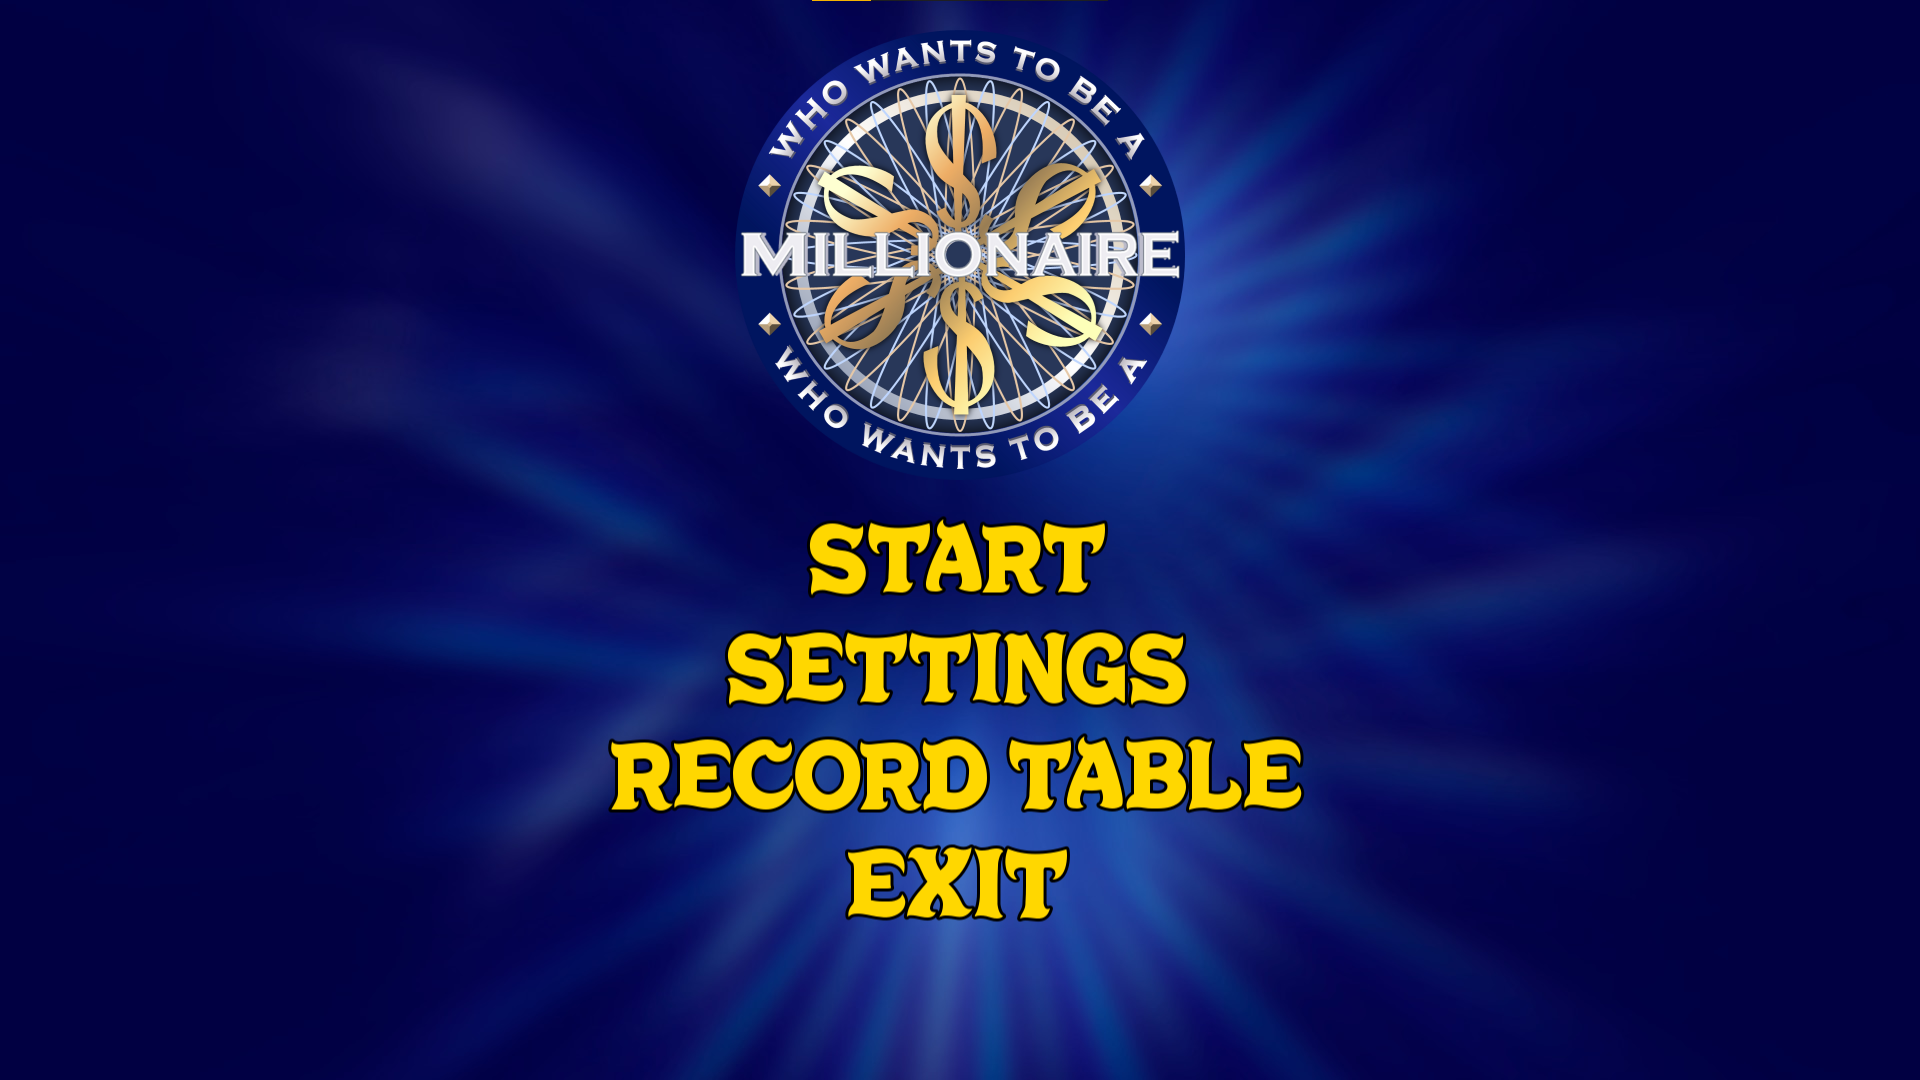 WHO WANTS TO BE A
MILLIONAIRE
WHO WANTS TO BE A
START
SETTINGS
RECORD TABLE
EXIT